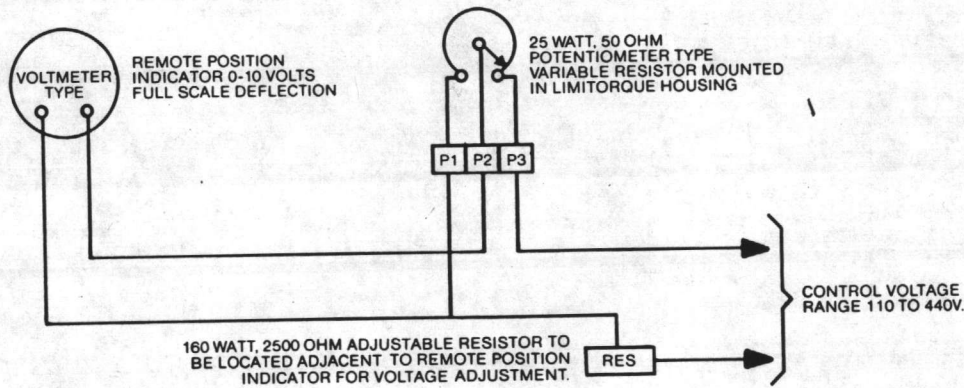 VOLTMETER
TYPE
REMOTE POSITION
INDICATOR 0-10 VOLTS
FULL SCALE DEFLECTION
25 WATT, 50 OHM
POTENTIOMETER TYPE
VARIABLE RESISTOR MOUNTED
IN LIMITORQUE HOUSING
P1 P2 P3
CONTROL VOLTAGE
RANGE 110 TO 440V.
160 WATT, 2500 OHM ADJUSTABLE RESISTOR TO
BE LOCATED ADJACENT TO REMOTE POSITION
INDICATOR FOR VOLTAGE ADJUSTMENT.
RES